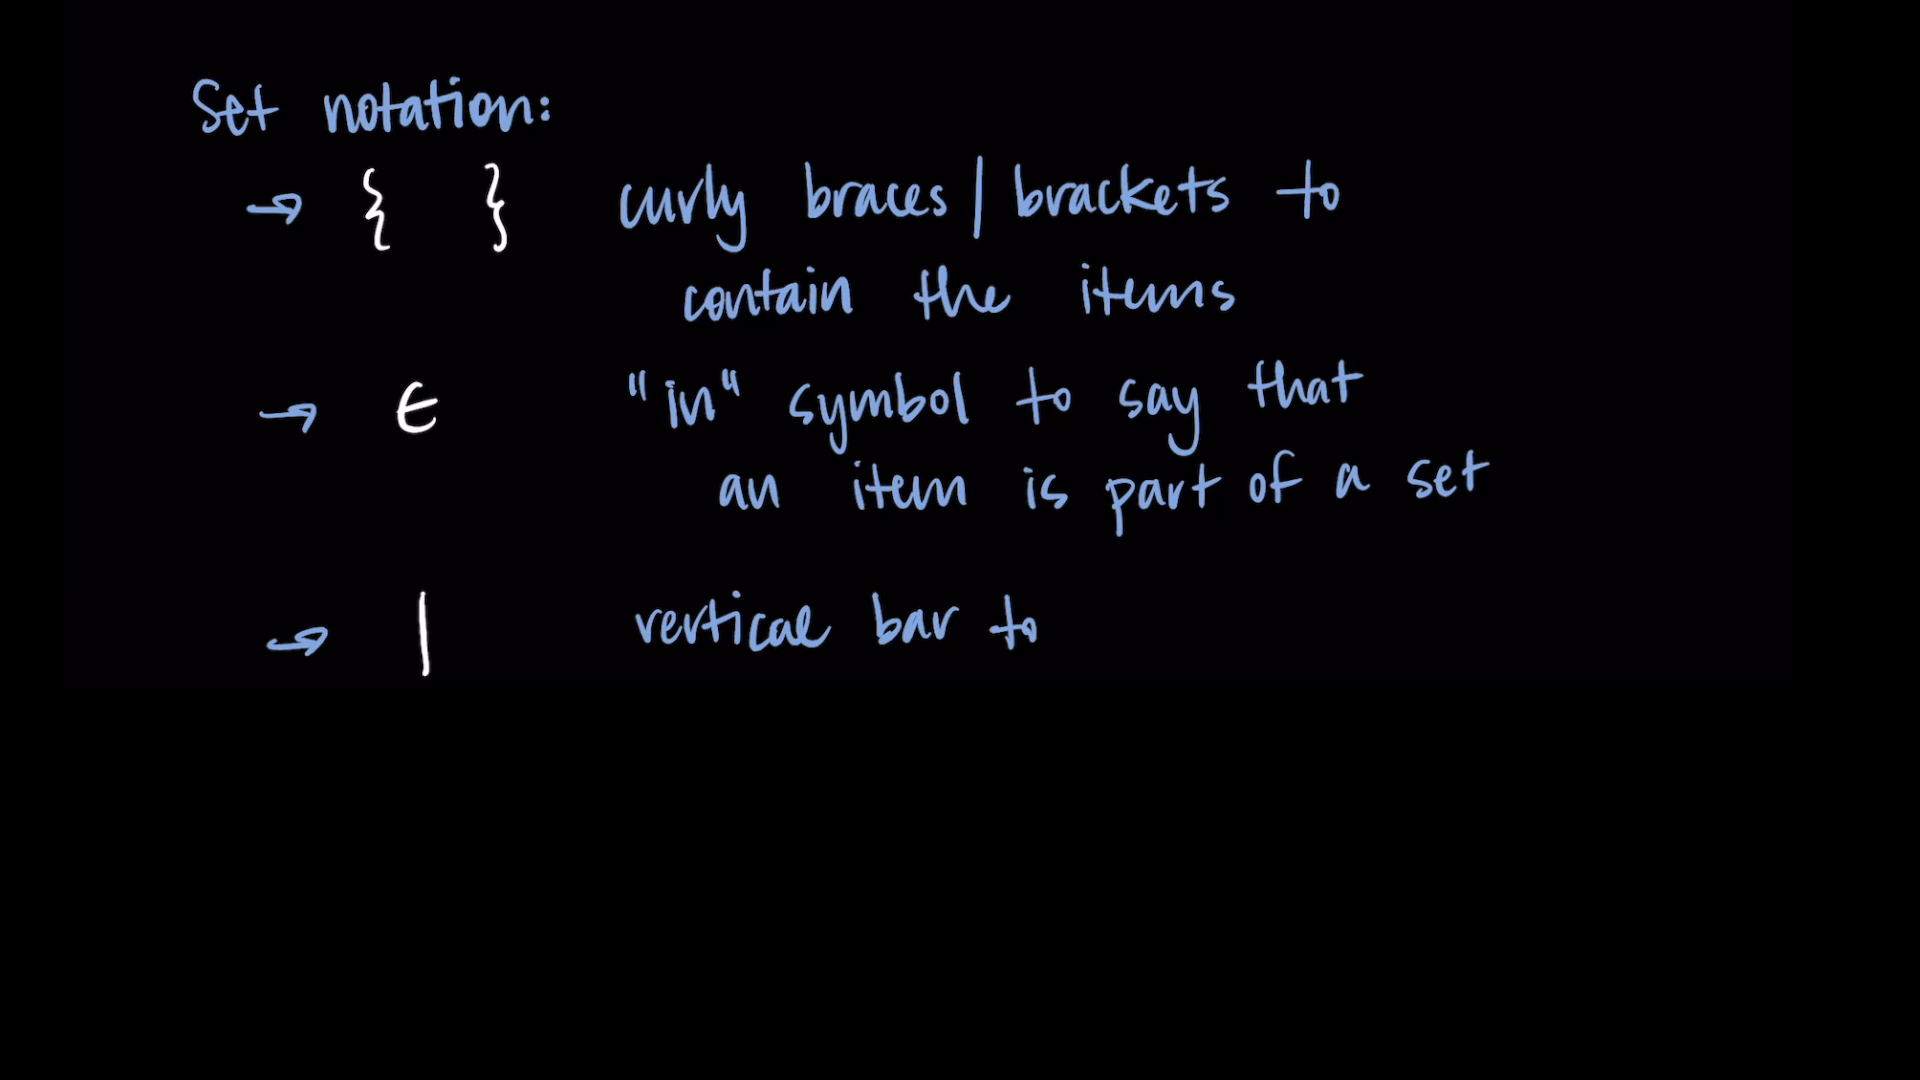 Set notation:
→ { } curly braces | brackets to
contain the items
→ ∈ "in" symbol to say that
an item is part of a set
→ | vertical bar to